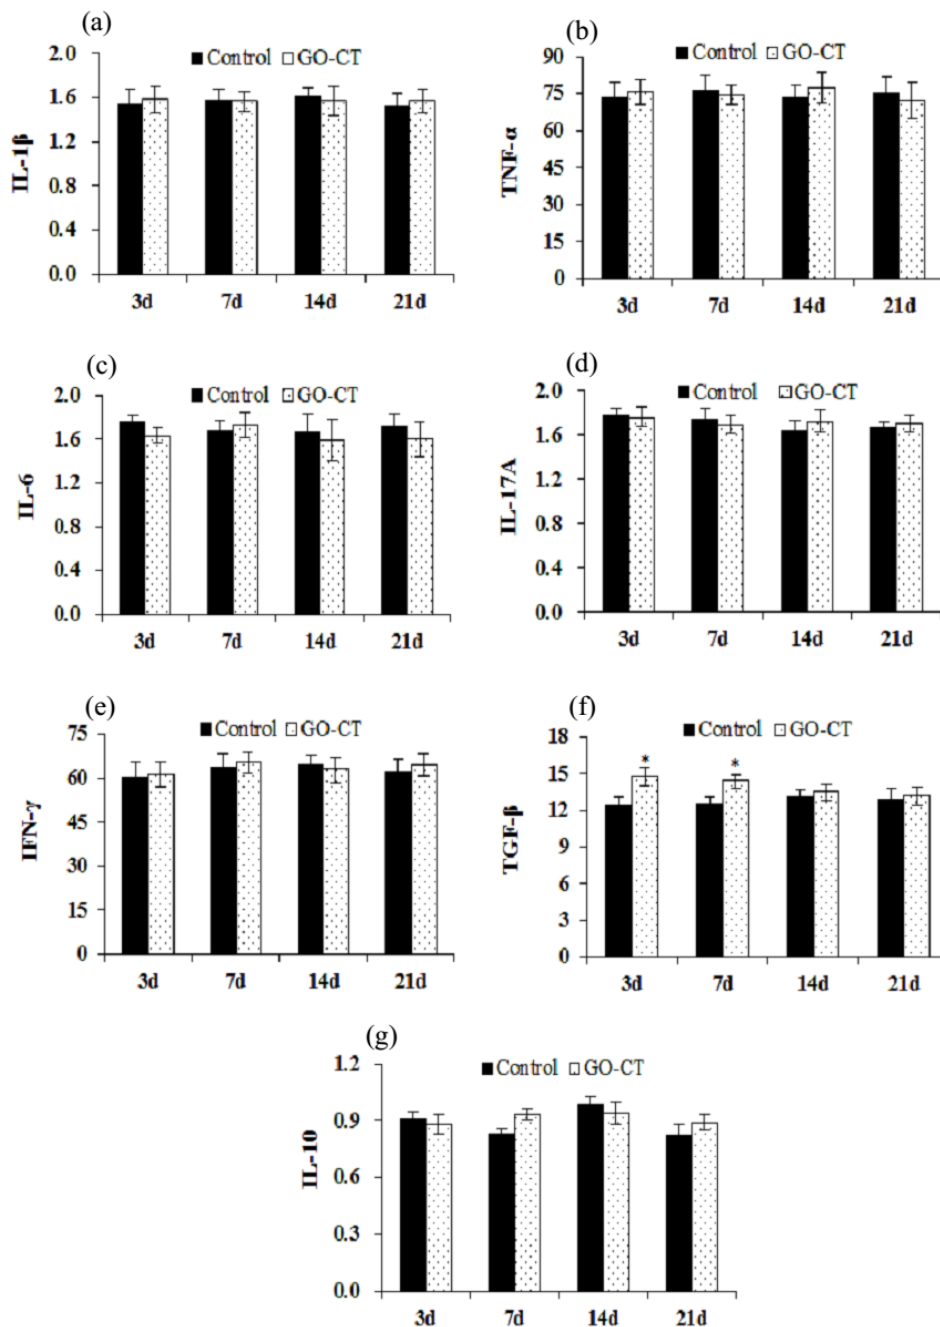 (a)
Control GO-CT
IL-1β
2.0
1.6
1.2
0.8
0.4
0.0
3d 7d 14d 21d
(b)
Control GO-CT
TNF-α
90
75
60
45
30
15
0
3d 7d 14d 21d
(c)
Control GO-CT
IL-6
2.0
1.6
1.2
0.8
0.4
0.0
3d 7d 14d 21d
(d)
Control GO-CT
IL-17A
2.0
1.6
1.2
0.8
0.4
0.0
3d 7d 14d 21d
(e)
Control GO-CT
IFN-γ
75
60
45
30
15
0
3d 7d 14d 21d
(f)
Control GO-CT
TGF-β
18
15
12
9
6
3
0
* *
3d 7d 14d 21d
(g)
Control GO-CT
IL-10
1.2
0.9
0.6
0.3
0.0
3d 7d 14d 21d